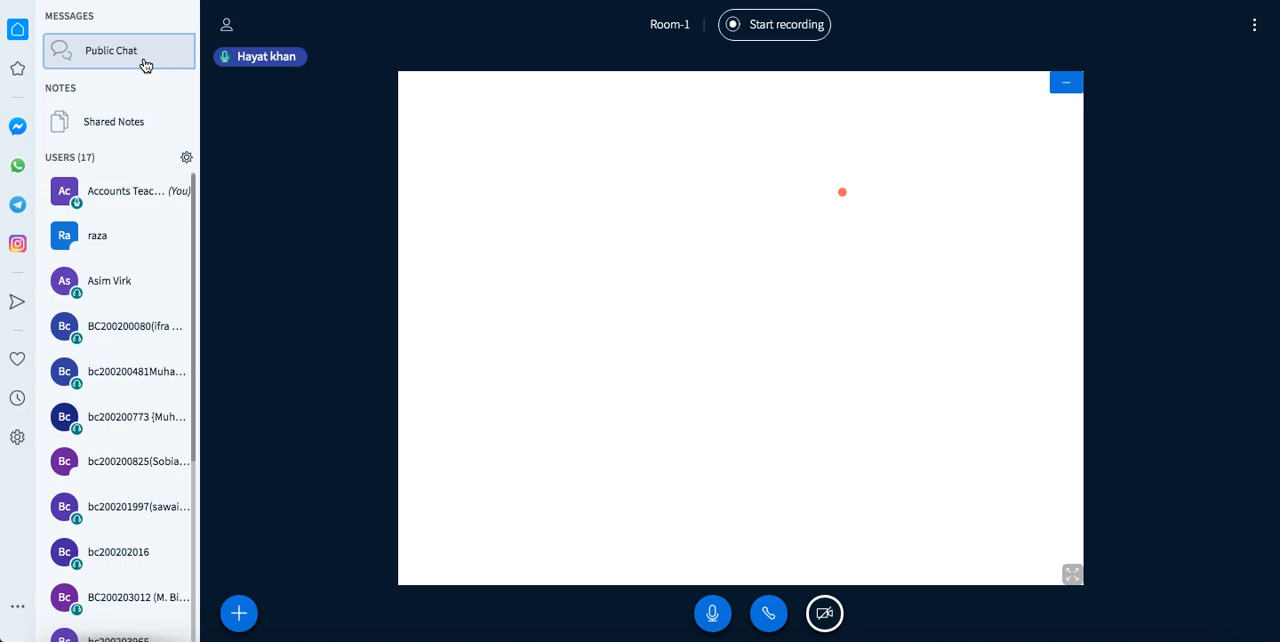 MESSAGES
Public Chat
NOTES
Shared Notes
USERS (17)
Ac Accounts Teac... (You)
Ra raza
As Asim Virk
Bc BC200200080(ifra ...
Bc bc200200481Muha...
Bc bc200200773 {Muh...
Bc bc200200825(Sobia...
Bc bc200201997(sawai...
Bc bc200202016
Bc BC200203012 (M. Bi...
bc200203965
Room-1
Start recording
Hayat khan